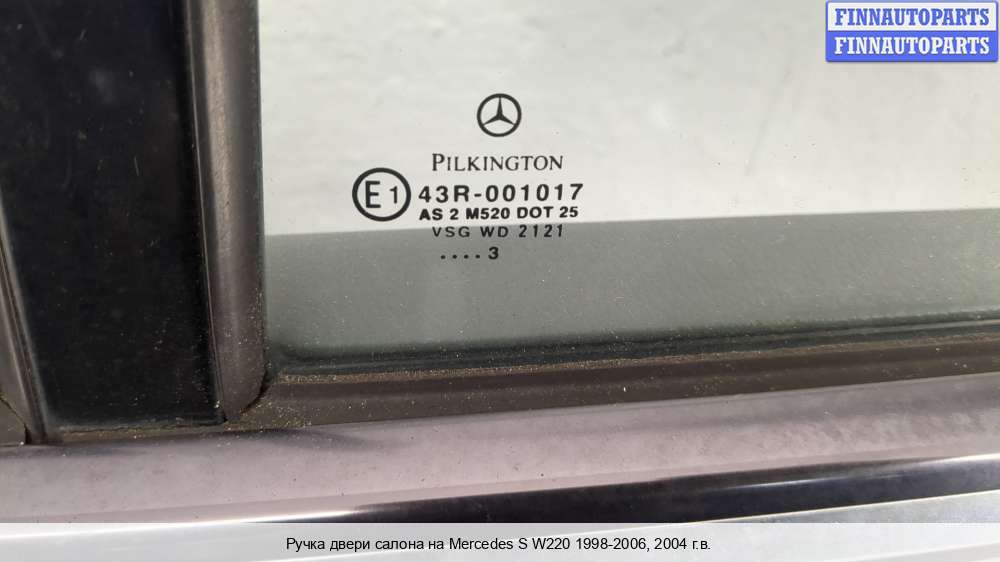 FINNAUTOPARTS
FINNAUTOPARTS
PILKINGTON
E1 43R-001017
AS 2 M520 DOT 25
VSG WD 2121
.... 3
Ручка двери салона на Mercedes S W220 1998-2006, 2004 г.в.